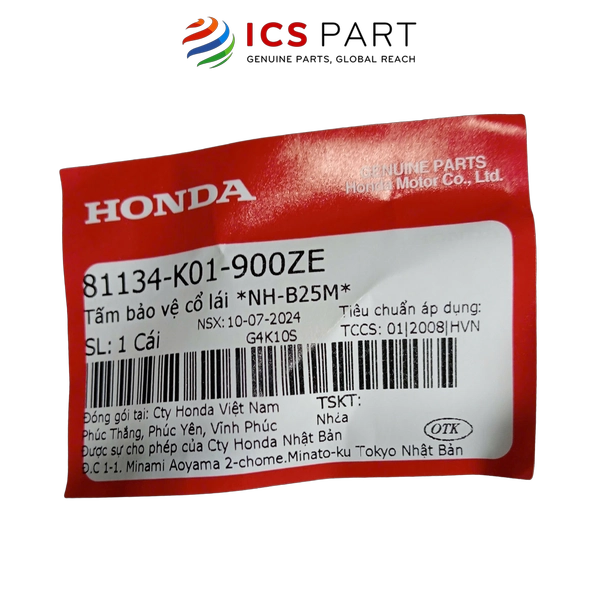 ICS PART
GENUINE PARTS, GLOBAL REACH
GENUINE PARTS
Honda Motor Co., Ltd.
HONDA
81134-K01-900ZE
Tấm bảo vệ cổ lái *NH-B25M*
NSX: 10-07-2024
Tiêu chuẩn áp dụng:
SL: 1 Cái
G4K10S
TCCS: 01|2008|HVN
Đóng gói tại: Cty Honda Việt Nam
TSKT:
Phúc Thắng, Phúc Yên, Vĩnh Phúc
Nhựa
Được sự cho phép của Cty Honda Nhật Bản
OTK
Đ.C 1-1. Minami Aoyama 2-chome.Minato-ku Tokyo Nhật Bản